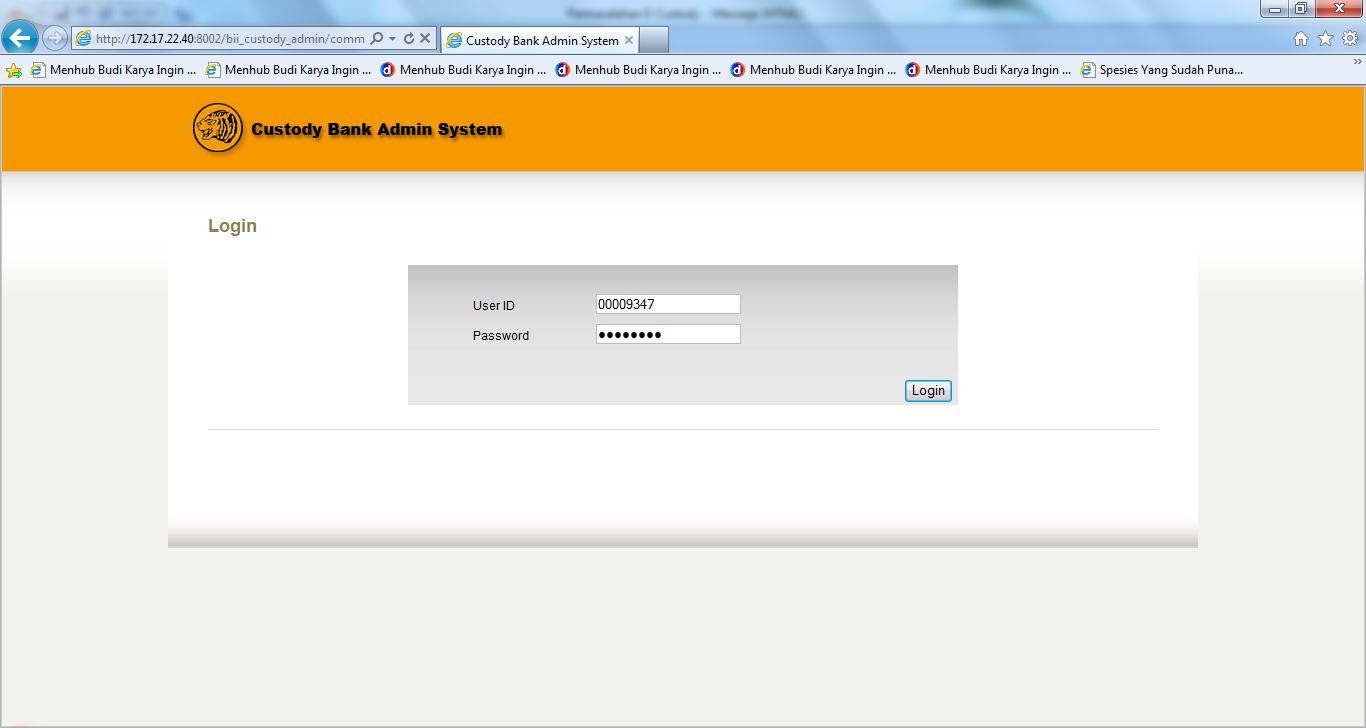 http://172.17.22.40:8002/bii_custody_admin/comm
Custody Bank Admin System
Menhub Budi Karya Ingin ... Menhub Budi Karya Ingin ... Menhub Budi Karya Ingin ... Menhub Budi Karya Ingin ... Menhub Budi Karya Ingin ... Menhub Budi Karya Ingin ... Spesies Yang Sudah Puna...
Custody Bank Admin System
Login
User ID 00009347
Password ●●●●●●●●
Login